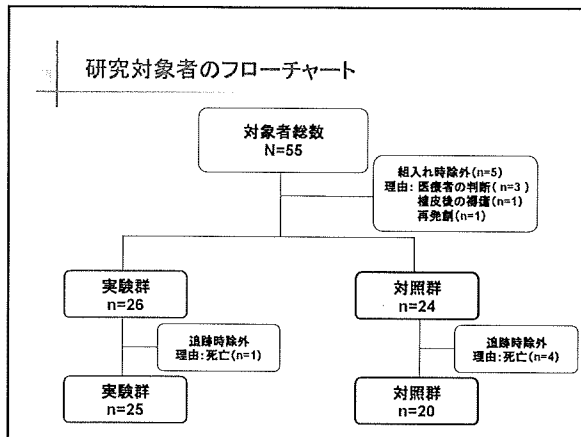 研究対象者のフローチャート
対象者総数
N=55
組入れ時除外(n=5)
理由:医療者の判断(n=3)
植皮後の褥瘡(n=1)
再発創(n=1)
実験群
n=26
対照群
n=24
追跡時除外
理由:死亡(n=1)
追跡時除外
理由:死亡(n=4)
実験群
n=25
対照群
n=20